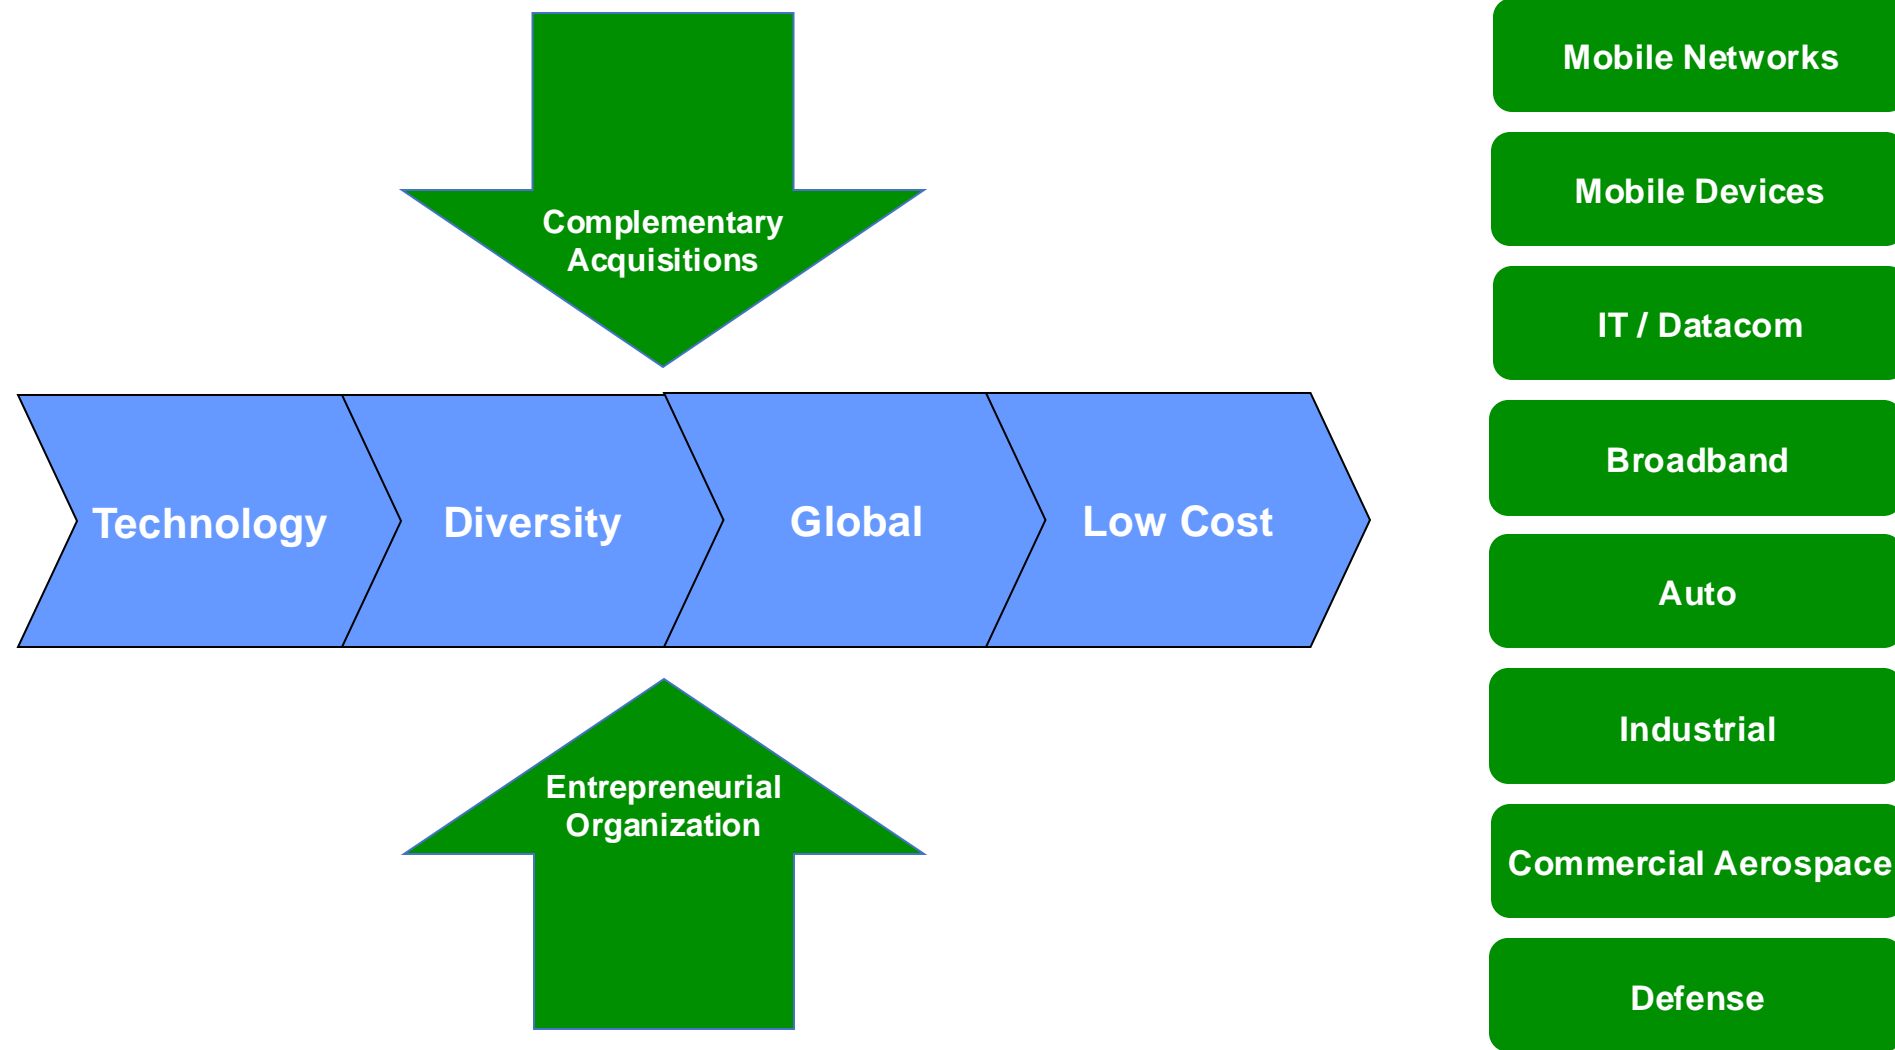 Complementary
Acquisitions
Technology
Diversity
Global
Low Cost
Entrepreneurial
Organization
Mobile Networks
Mobile Devices
IT / Datacom
Broadband
Auto
Industrial
Commercial Aerospace
Defense